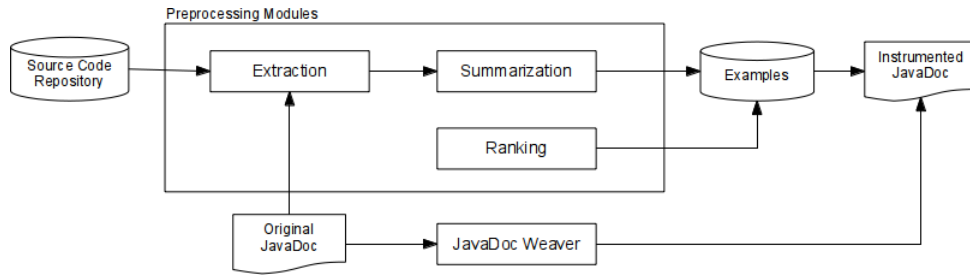 Preprocessing Modules
Source Code
Repository
Extraction
Summarization
Examples
Instrumented
JavaDoc
Ranking
Original
JavaDoc
JavaDoc Weaver